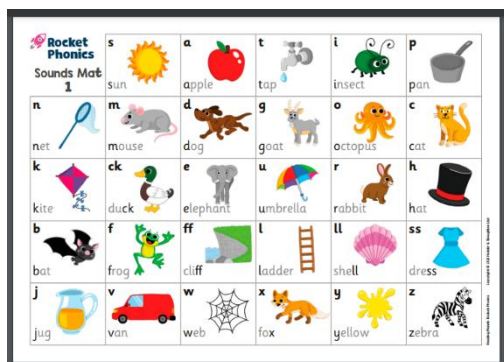 Rocket
Phonics
Sounds Mat
1
s
sun
a
apple
t
tap
i
insect
p
pan
n
net
m
mouse
d
dog
g
goat
o
octopus
c
cat
k
kite
ck
duck
e
elephant
u
umbrella
r
rabbit
h
hat
b
bat
f
frog
ff
cliff
l
ladder
ll
shell
ss
dress
j
jug
v
van
w
web
x
fox
y
yellow
z
zebra